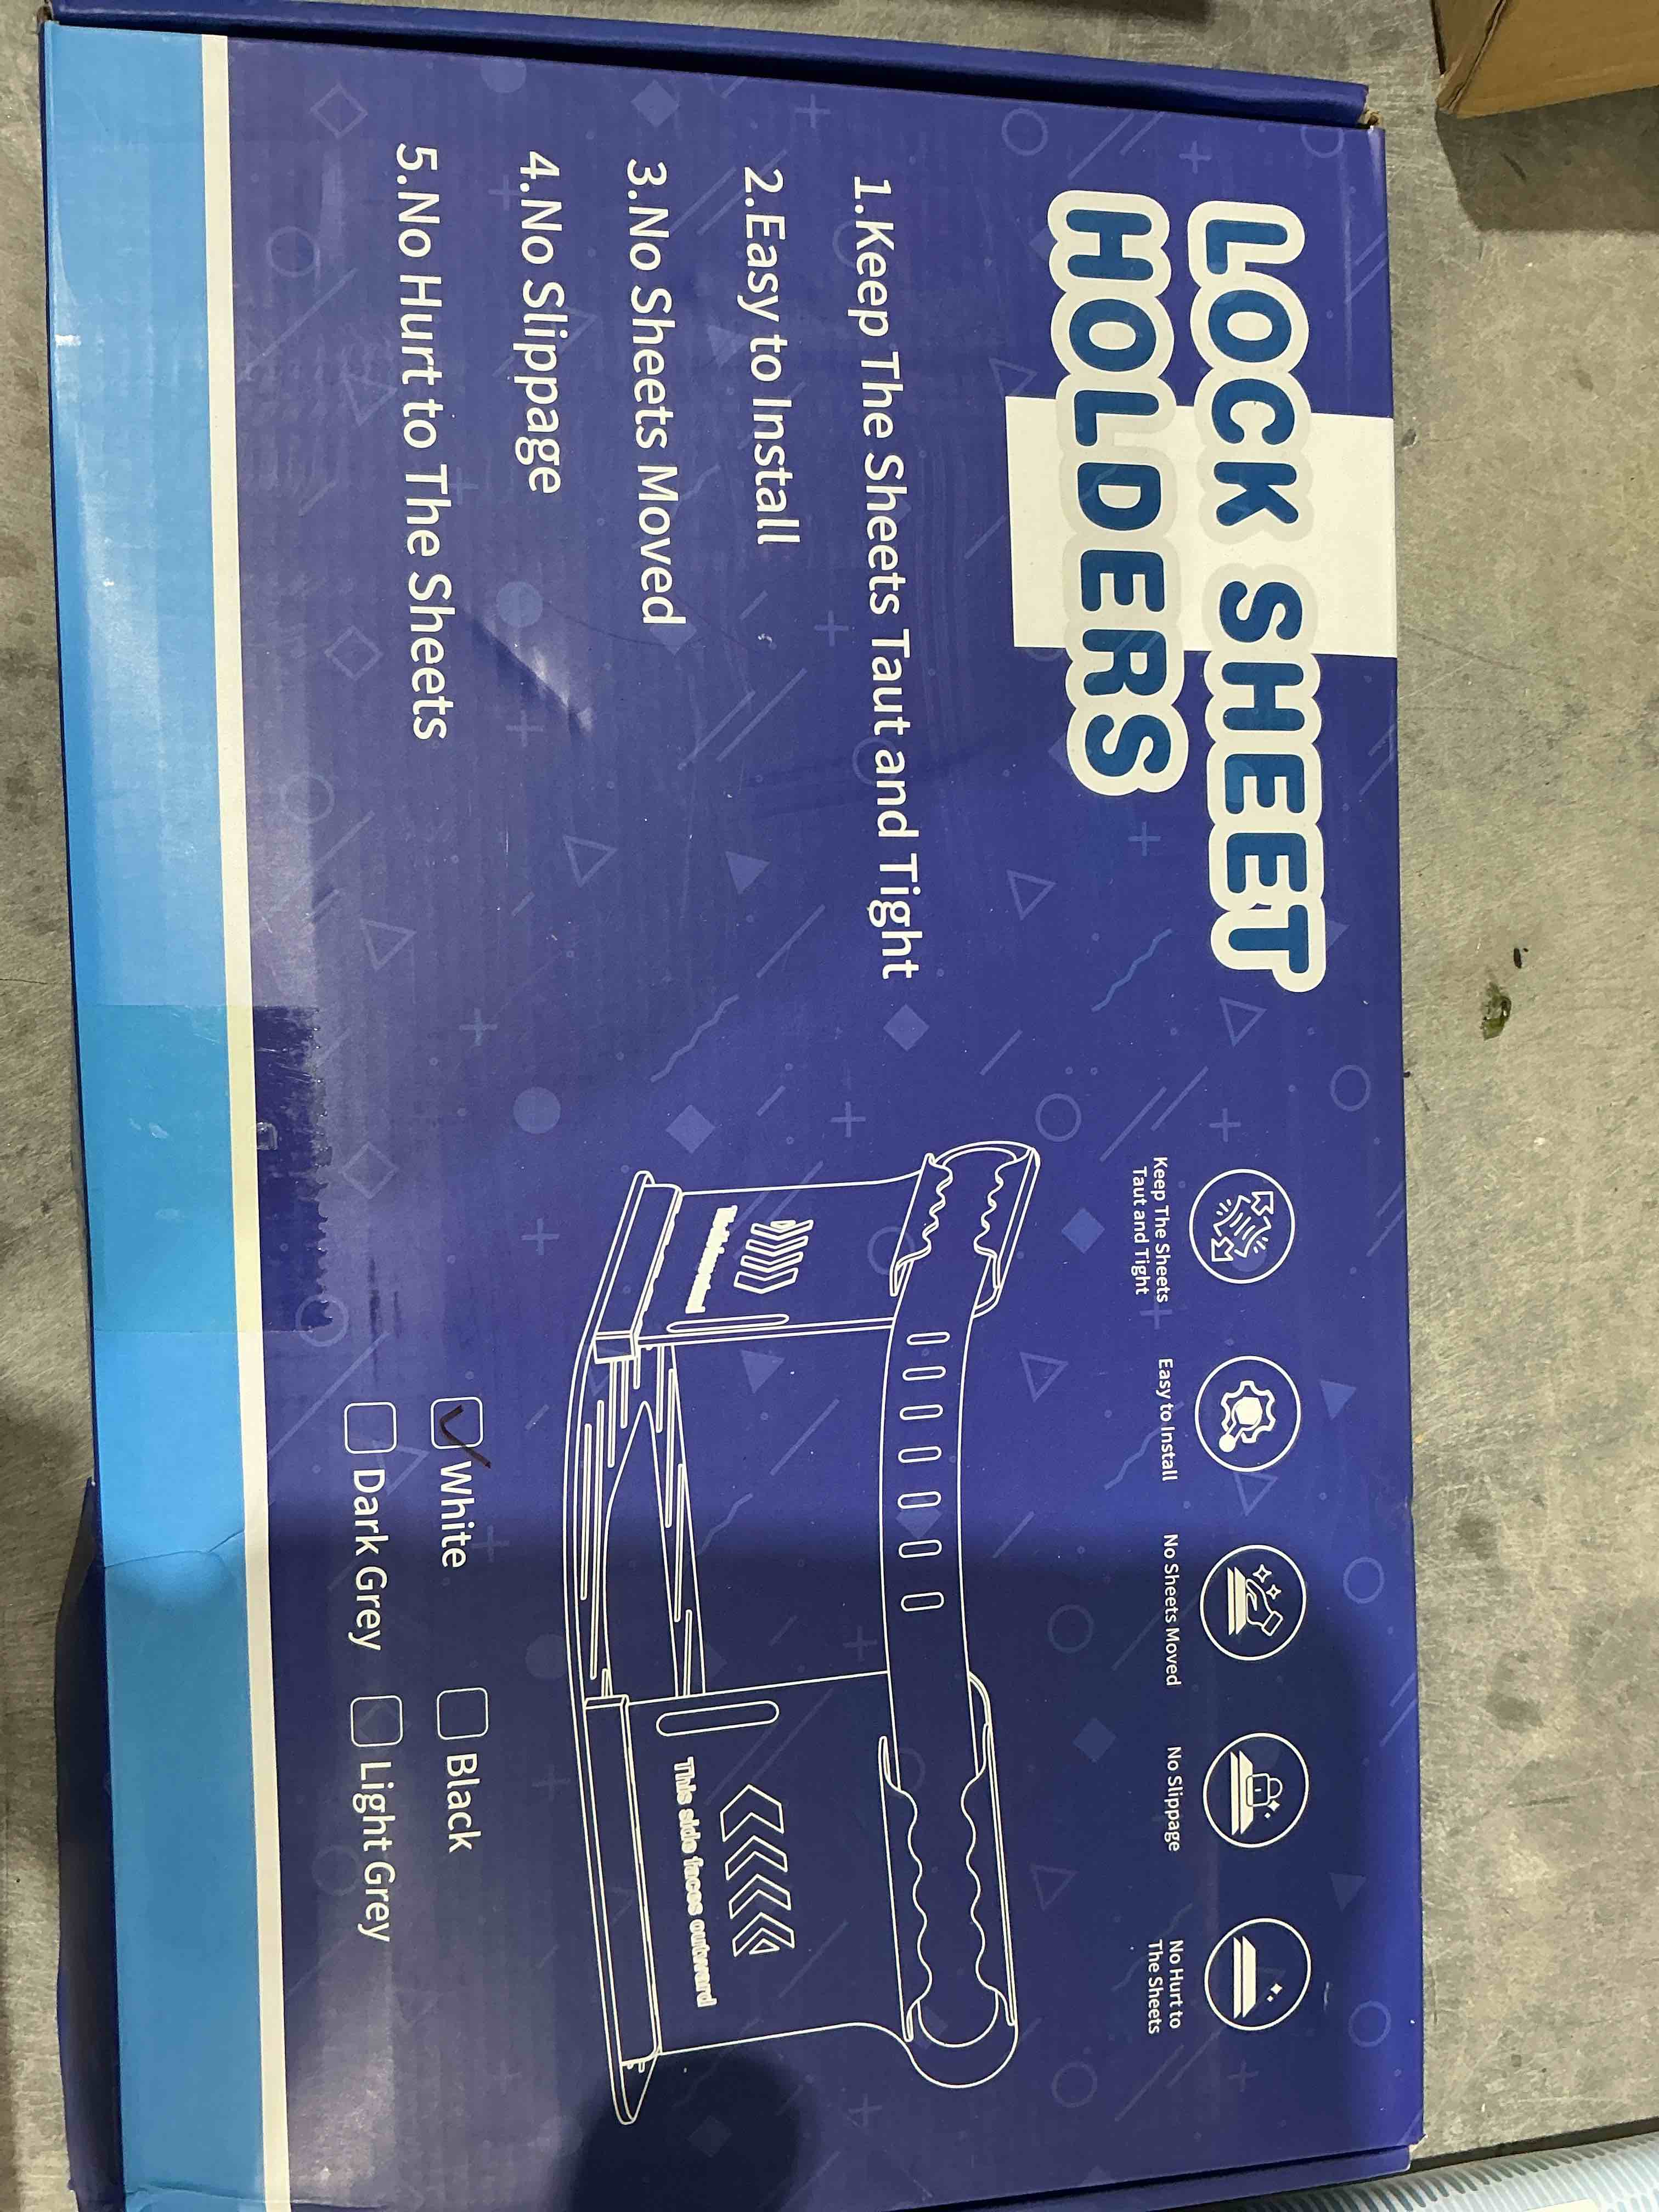 LOCK SHEET
HOLDERS
1.Keep The Sheets Taut and Tight
2.Easy to Install
3.No Sheets Moved
4.No Slippage
5.No Hurt to The Sheets
Keep The Sheets
Taut and Tight
Easy to Install
No Sheets Moved
No Slippage
No Hurt to
The Sheets
This side faces outward
White
Black
Dark Grey
Light Grey